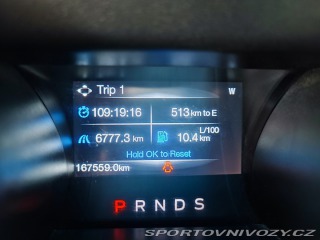 Trip 1
W
109:19:16
513 km to E
6777.3 km
10.4 L/100 km
Hold OK to Reset
167559.0km
P R N D S
SPORTOVNIVOZY.CZ